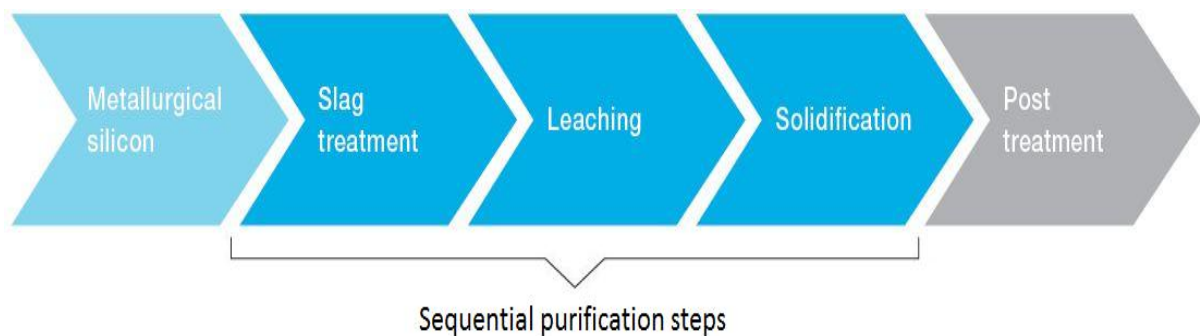 Metallurgical
silicon
Slag
treatment
Leaching
Solidification
Post
treatment
Sequential purification steps